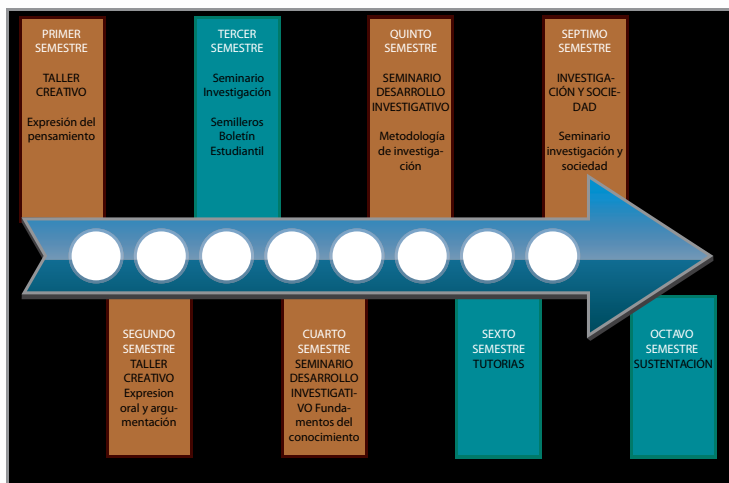 PRIMER
SEMESTRE
TALLER
CREATIVO
Expresión del
pensamiento
TERCER
SEMESTRE
Seminario
Investigación
Semilleros
Boletín
Estudiantil
QUINTO
SEMESTRE
SEMINARIO
DESARROLLO
INVESTIGATIVO
Metodología
de investiga-
ción
SEPTIMO
SEMESTRE
INVESTIGA-
CIÓN Y SOCIE-
DAD
Seminario
investigación y
sociedad
SEGUNDO
SEMESTRE
TALLER
CREATIVO
Expresion
oral y argu-
mentación
CUARTO
SEMESTRE
SEMINARIO
DESARROLLO
INVESTIGATI-
VO Funda-
mentos del
conocimiento
SEXTO
SEMESTRE
TUTORIAS
OCTAVO
SEMESTRE
SUSTENTACIÓN